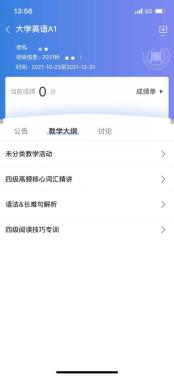 13:56
5G
大学英语A1
老师:
班级信息:2021秋
时间:2021-10-23至2021-12-31
当前成绩 0 分
成绩单
公告 教学大纲 讨论
未分类教学活动
四级高频核心词汇精讲
语法&长难句解析
四级阅读技巧专训